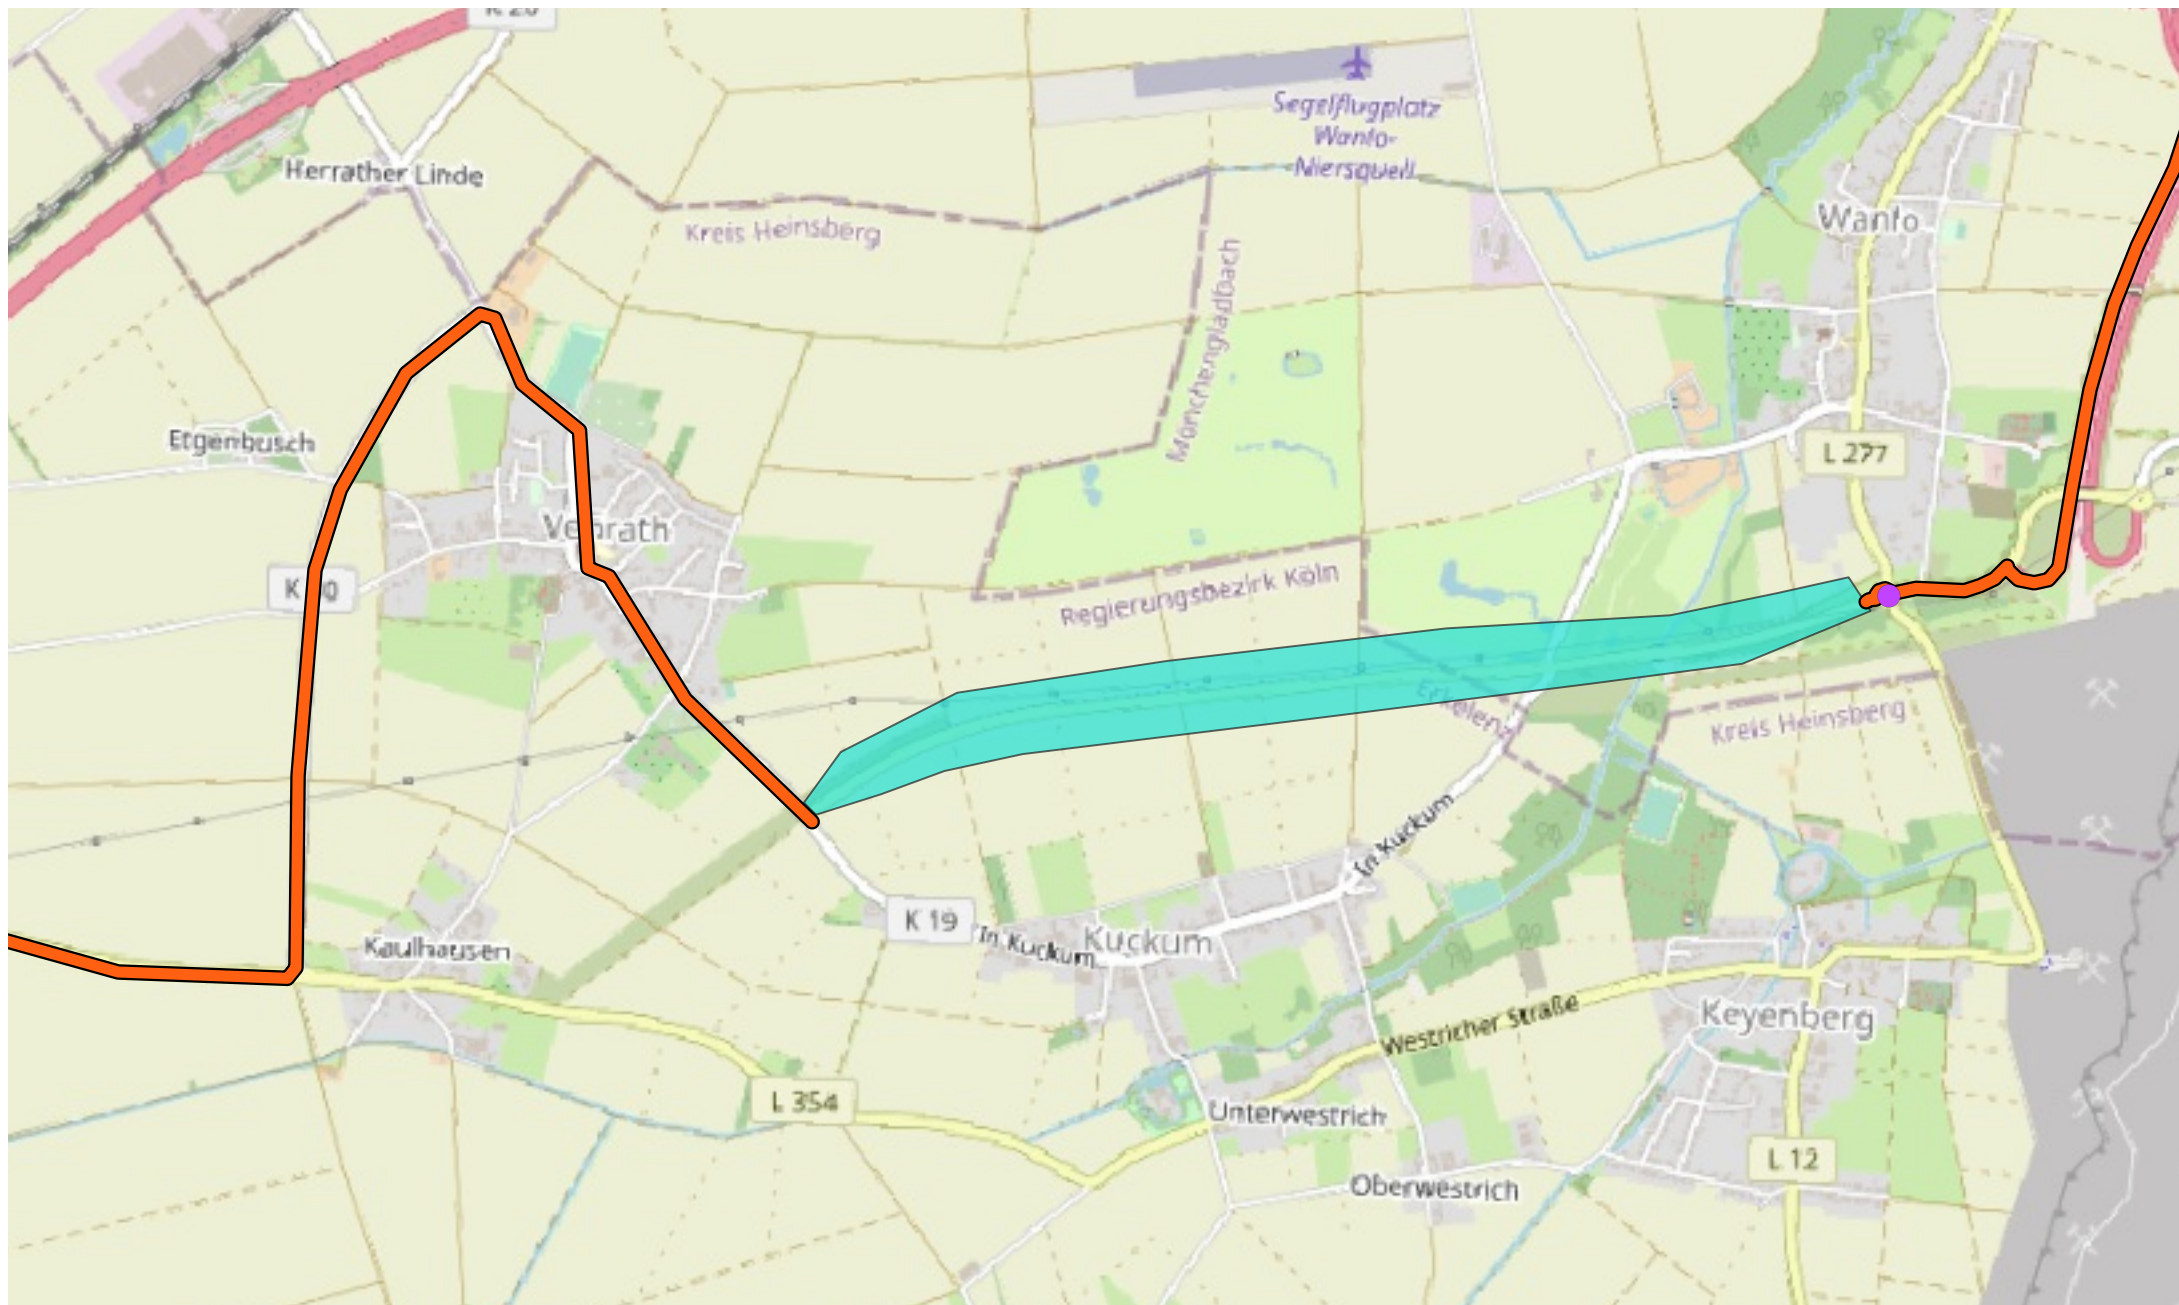 Herrather Linde
Segelflugplatz
Wanlo-
Niersquell
Wanlo
Kreis Heinsberg
Mönchengladbach
Etgenbusch
L 277
Regierungsbezirk Köln
Erkelenz
Kreis Heinsberg
In Kuckum
K 19
In Kuckum
Kuckum
Kaulhausen
Westricher Straße
Keyenberg
L 354
Unterwestrich
L 12
Oberwestrich